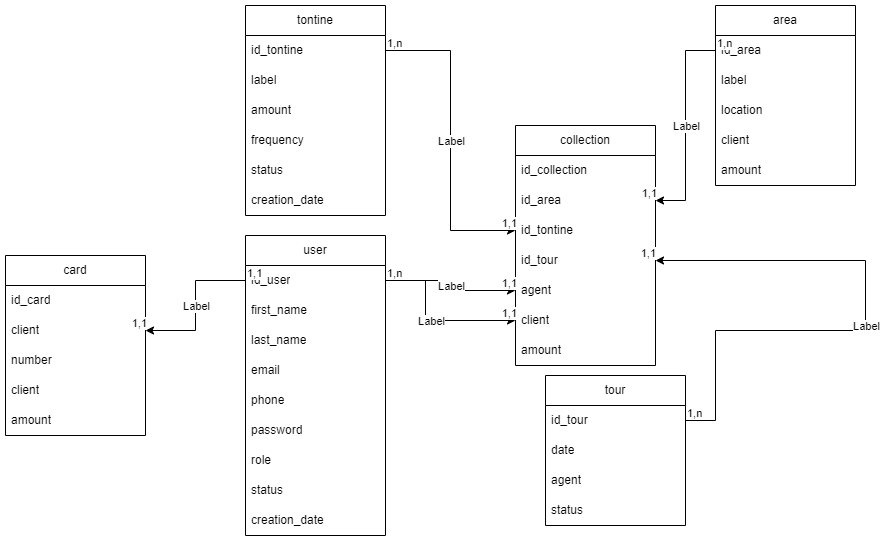 tontine
id_tontine
label
amount
frequency
status
creation_date
1,n
Label
area
1,n
id_area
label
location
client
amount
Label
collection
id_collection
id_area
id_tontine
id_tour
agent
client
amount
1,1
1,1
1,1
1,1
1,1
user
1,1
id_user
first_name
last_name
email
phone
password
role
status
creation_date
1,n
Label
Label
card
id_card
client
number
client
amount
1,1
Label
tour
id_tour
date
agent
status
1,n
Label